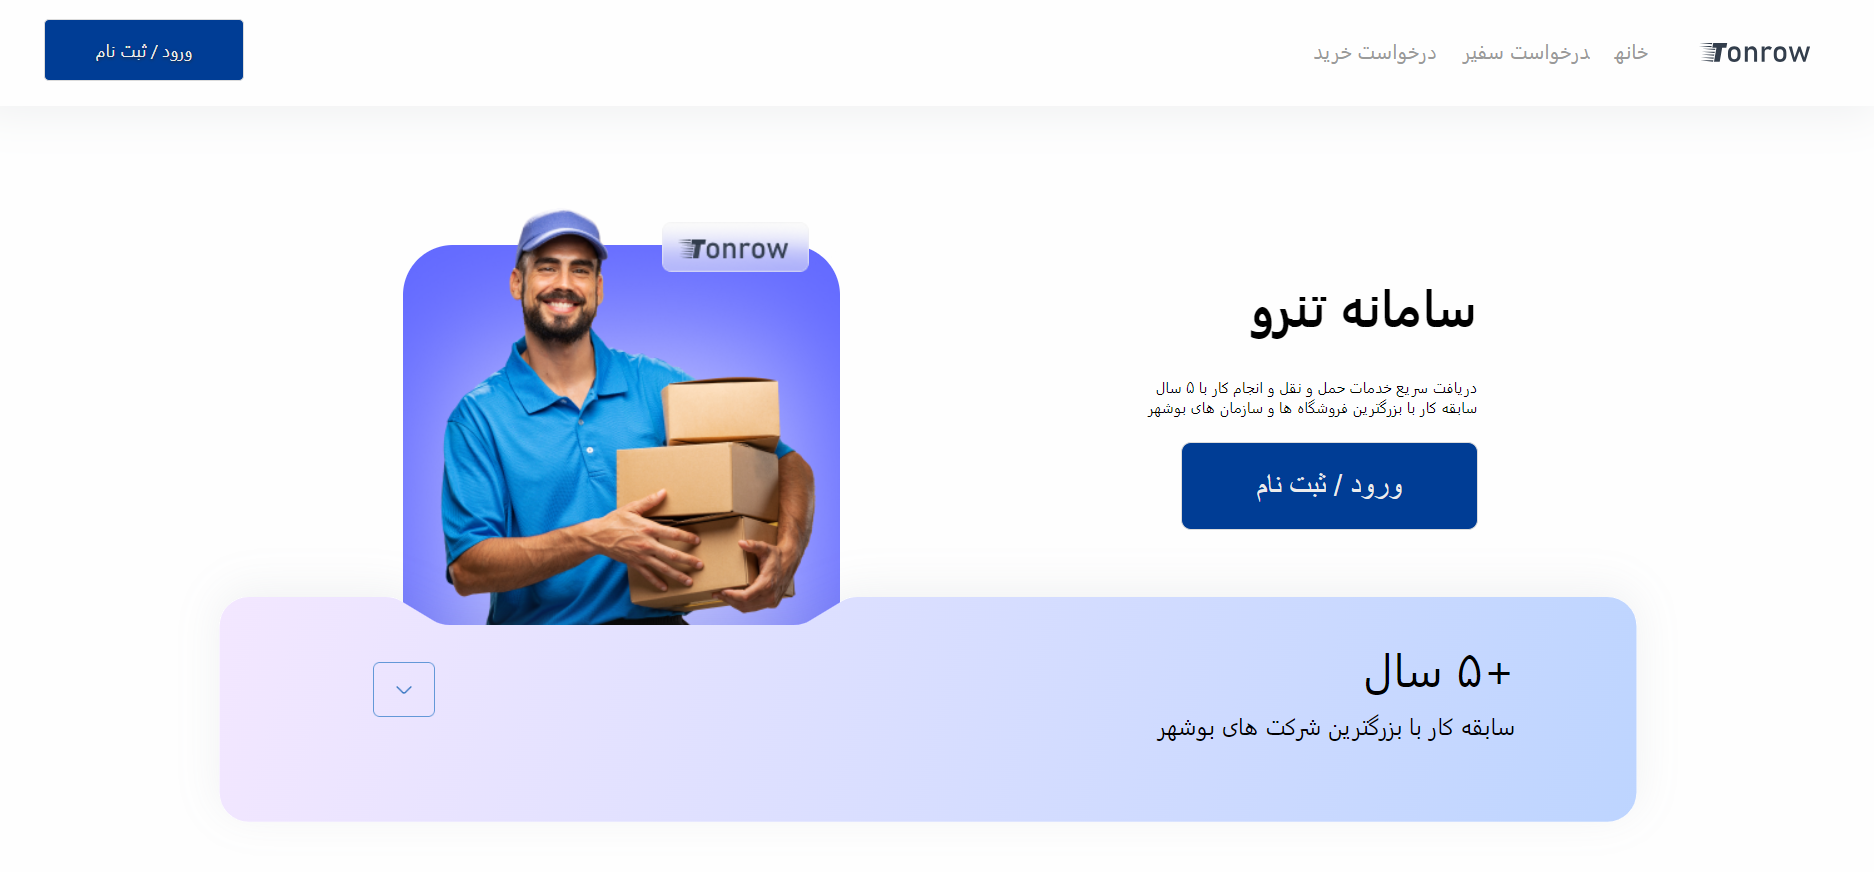 Tonrow
خانه
درخواست سفیر
درخواست خرید
ورود / ثبت نام
Tonrow
سامانه تنرو
دریافت سریع خدمات حمل و نقل و انجام کار با ۵ سال
سابقه کار با بزرگترین فروشگاه ها و سازمان های بوشهر
ورود / ثبت نام
+۵ سال
سابقه کار با بزرگترین شرکت های بوشهر